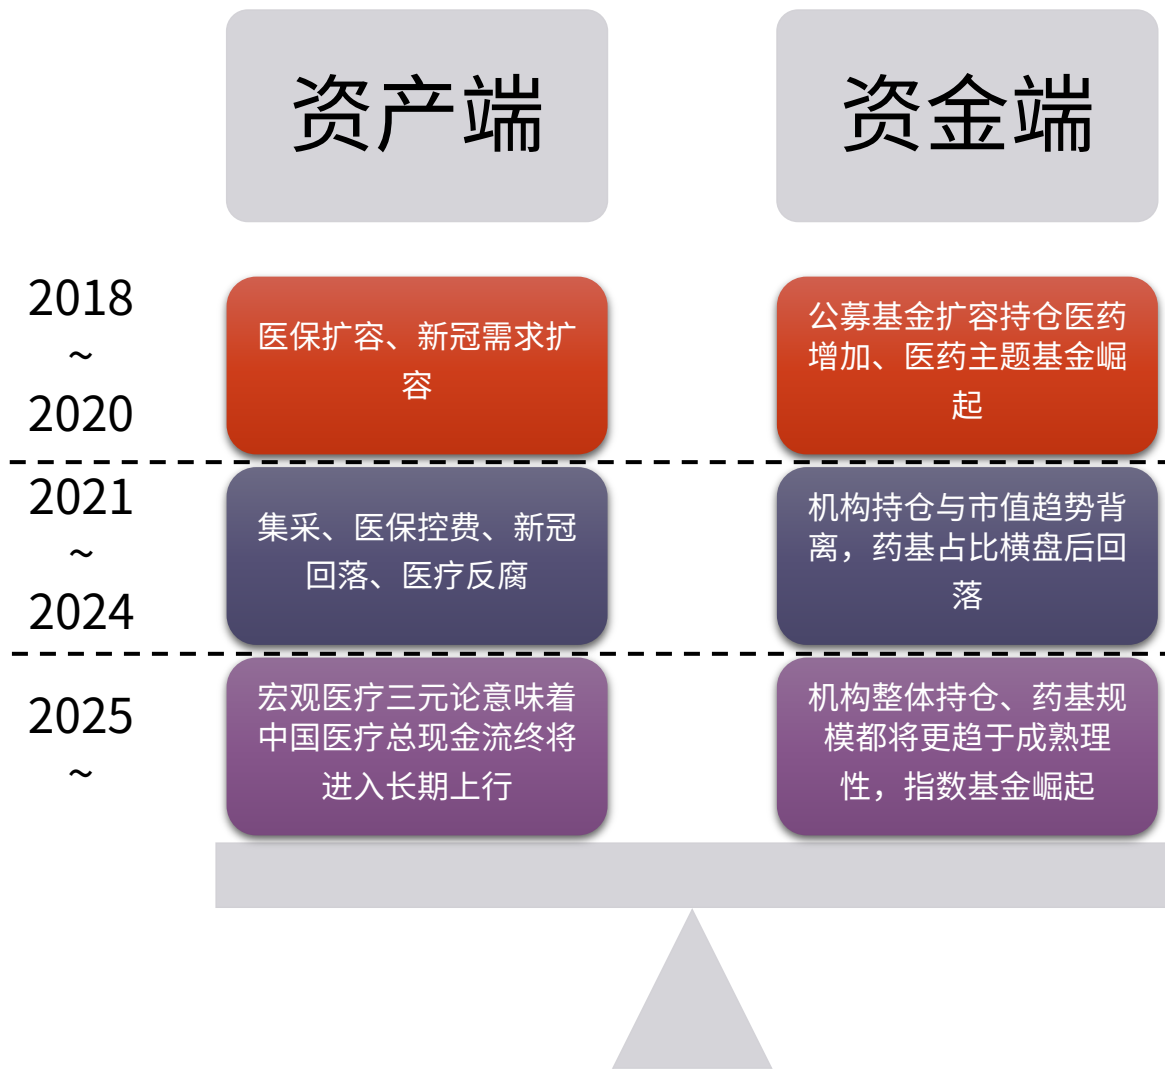 资产端
资金端
2018
~
2020
医保扩容、新冠需求扩
容
公募基金扩容持仓医药
增加、医药主题基金崛
起
2021
~
2024
集采、医保控费、新冠
回落、医疗反腐
机构持仓与市值趋势背
离，药基占比横盘后回
落
2025
~
宏观医疗三元论意味着
中国医疗总现金流终将
进入长期上行
机构整体持仓、药基规
模都将更趋于成熟理
性，指数基金崛起